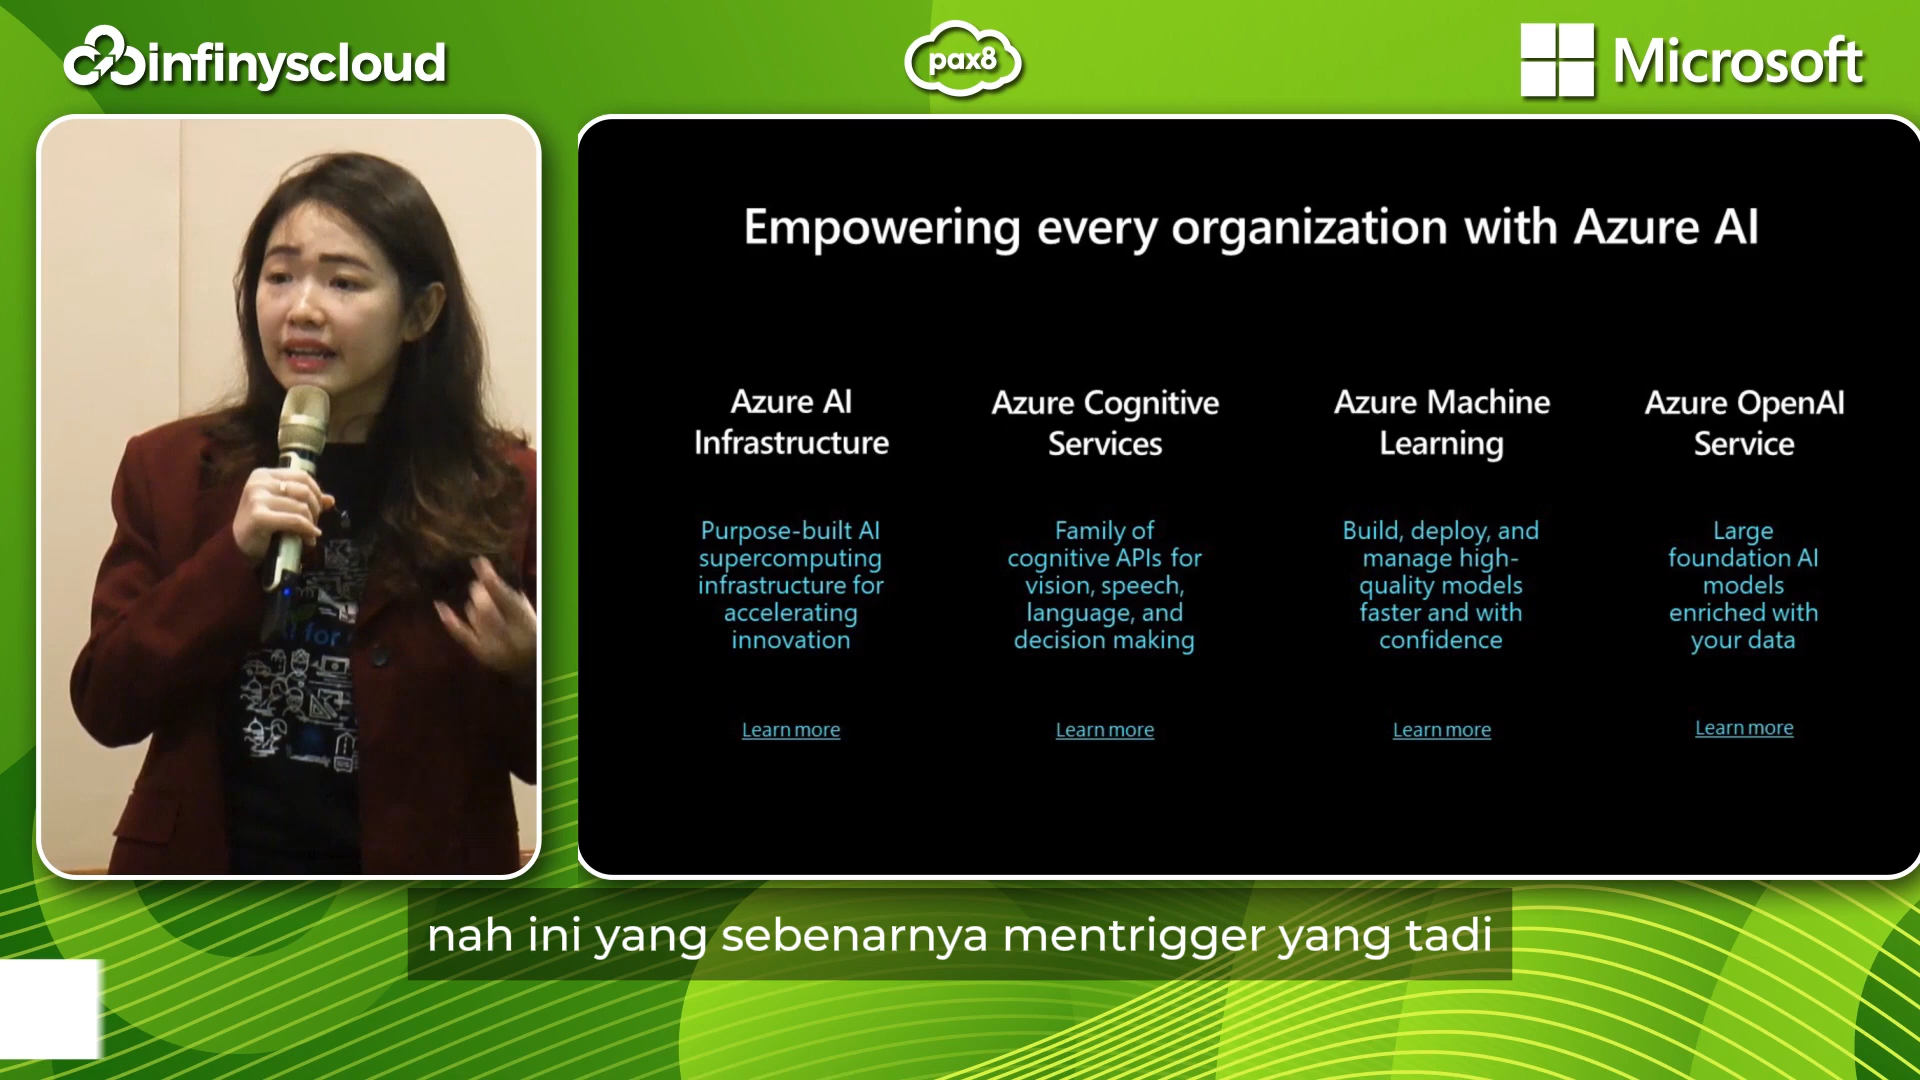 infinyscloud
pax8
Microsoft
Empowering every organization with Azure AI
Azure AI
Infrastructure
Purpose-built AI
supercomputing
infrastructure for
accelerating
innovation
Learn more
Azure Cognitive
Services
Family of
cognitive APIs for
vision, speech,
language, and
decision making
Learn more
Azure Machine
Learning
Build, deploy, and
manage high-
quality models
faster and with
confidence
Learn more
Azure OpenAI
Service
Large
foundation AI
models
enriched with
your data
Learn more
for
nah ini yang sebenarnya mentrigger yang tadi